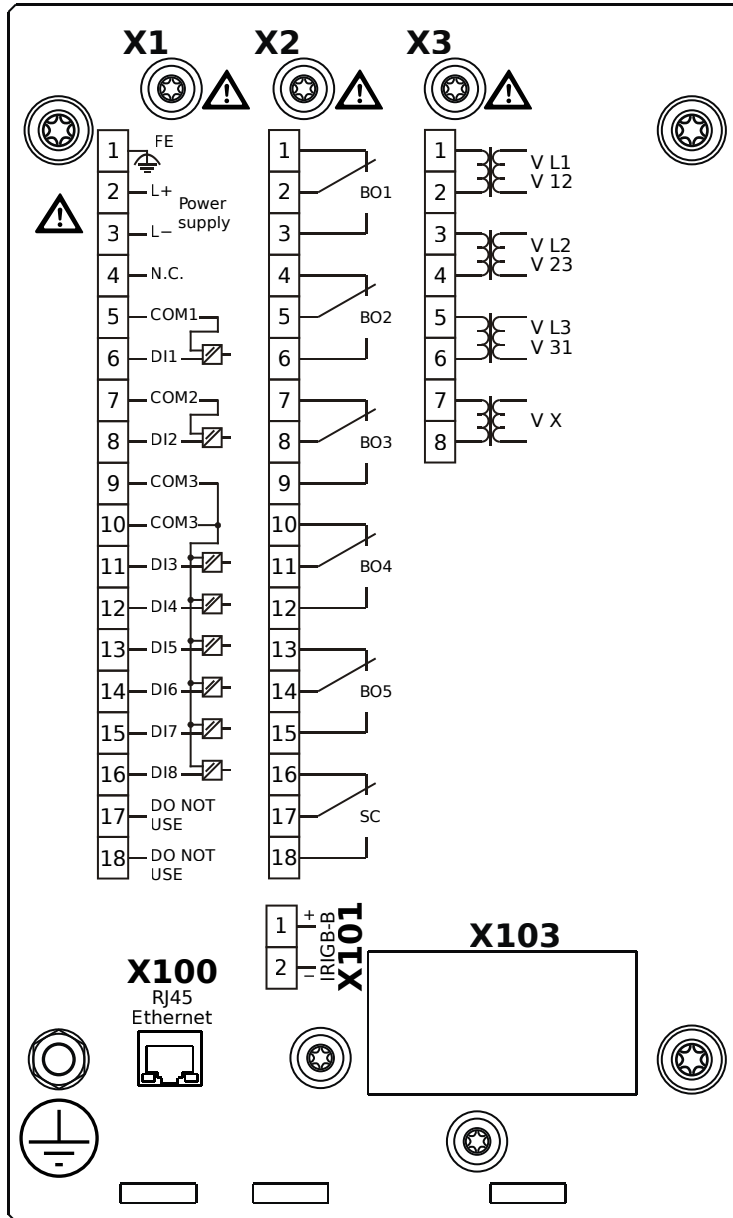 X1 X2 X3
1 FE
2 L+ Power
supply
3 L−
4 N.C.
5 COM1
6 DI1
7 COM2
8 DI2
9 COM3
10 COM3
11 DI3
12 DI4
13 DI5
14 DI6
15 DI7
16 DI8
17 DO NOT
USE
18 DO NOT
USE
1
2 BO1
3
4
5 BO2
6
7
8 BO3
9
10
11 BO4
12
13
14 BO5
15
16
17 SC
18
1 V L1
2 V 12
3 V L2
4 V 23
5 V L3
6 V 31
7 V X
8
1 +
2 −
IRIGB-B
X101
X103
X100
RJ45
Ethernet